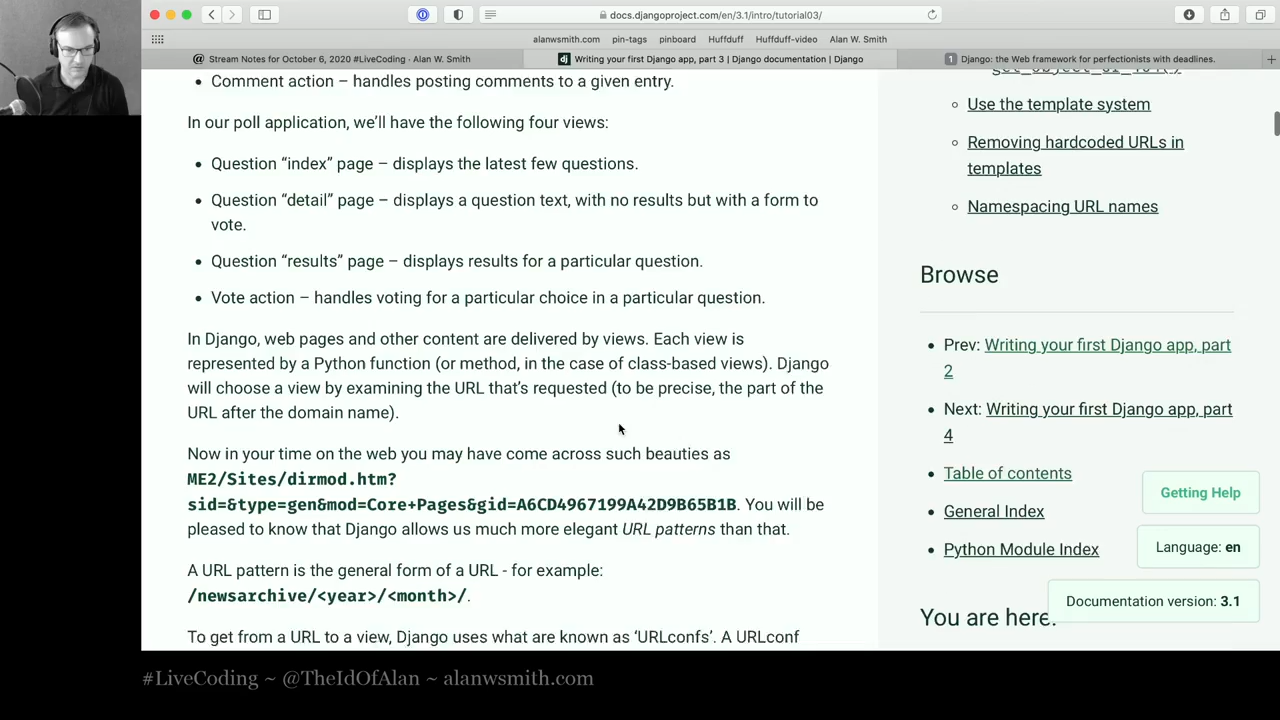 docs.djangoproject.com/en/3.1/intro/tutorial03/
alanwsmith.com pin-tags pinboard Huffduff Huffduff-video Alan W. Smith
Stream Notes for October 6, 2020 #LiveCoding · Alan W. Smith
Writing your first Django app, part 3 | Django documentation | Django
Django: the Web framework for perfectionists with deadlines.
Comment action – handles posting comments to a given entry.
In our poll application, we’ll have the following four views:
Question “index” page – displays the latest few questions.
Question “detail” page – displays a question text, with no results but with a form to
vote.
Question “results” page – displays results for a particular question.
Vote action – handles voting for a particular choice in a particular question.
In Django, web pages and other content are delivered by views. Each view is
represented by a Python function (or method, in the case of class-based views). Django
will choose a view by examining the URL that’s requested (to be precise, the part of the
URL after the domain name).
Now in your time on the web you may have come across such beauties as
ME2/Sites/dirmod.htm?
sid=&type=gen&mod=Core+Pages&gid=A6CD4967199A42D9B65B1B. You will be
pleased to know that Django allows us much more elegant URL patterns than that.
A URL pattern is the general form of a URL - for example:
/newsarchive/<year>/<month>/.
To get from a URL to a view, Django uses what are known as ‘URLconfs’. A URLconf
Use the template system
Removing hardcoded URLs in
templates
Namespacing URL names
Browse
Prev: Writing your first Django app, part
2
Next: Writing your first Django app, part
4
Table of contents
General Index
Python Module Index
You are here:
Getting Help
Language: en
Documentation version: 3.1
#LiveCoding ~ @TheIdOfAlan ~ alanwsmith.com